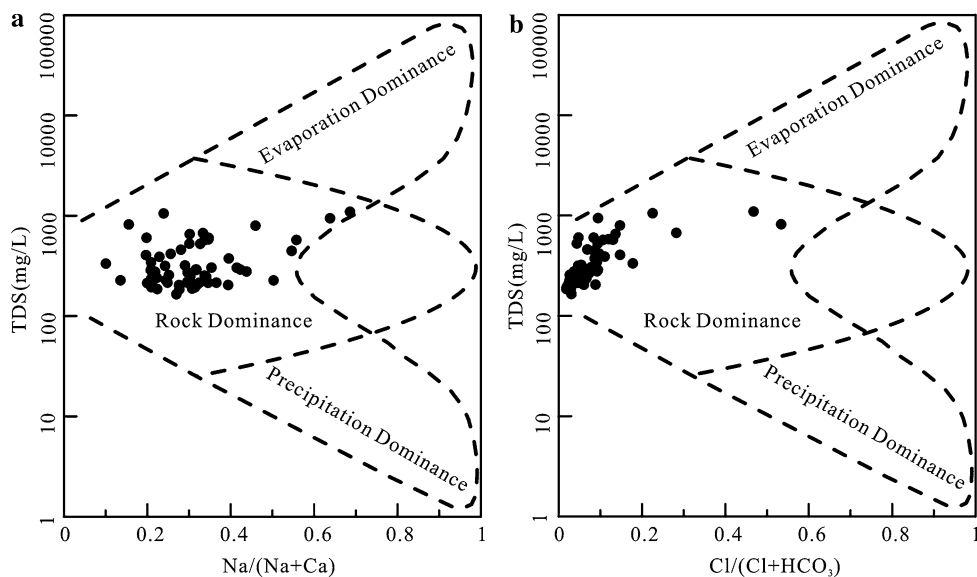 a
100000
10000
1000
100
10
1
TDS(mg/L)
Evaporation Dominance
Rock Dominance
Precipitation Dominance
0
0.2
0.4
0.6
0.8
1
Na/(Na+Ca)
b
100000
10000
1000
100
10
1
TDS(mg/L)
Evaporation Dominance
Rock Dominance
Precipitation Dominance
0
0.2
0.4
0.6
0.8
1
Cl/(Cl+HCO₃)